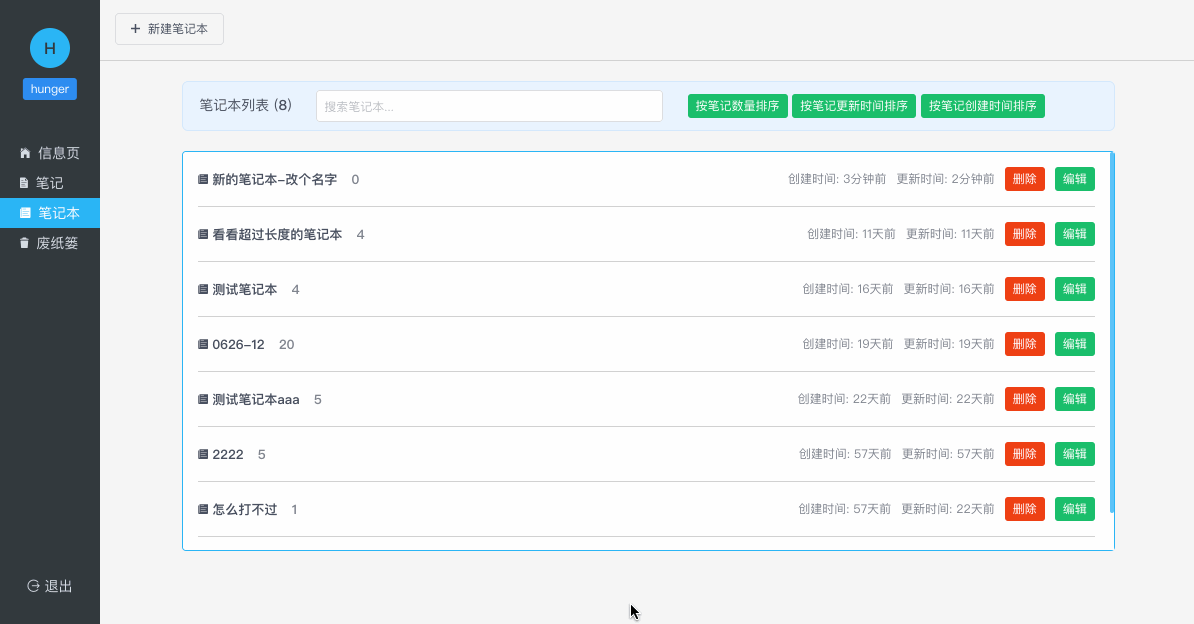 H
hunger
信息页
笔记
笔记本
废纸篓
退出
+ 新建笔记本
笔记本列表 (8) 搜索笔记本... 按笔记数量排序 按笔记更新时间排序 按笔记创建时间排序
新的笔记本-改个名字 0 创建时间: 3分钟前 更新时间: 2分钟前 删除 编辑
看看超过长度的笔记本 4 创建时间: 11天前 更新时间: 11天前 删除 编辑
测试笔记本 4 创建时间: 16天前 更新时间: 16天前 删除 编辑
0626-12 20 创建时间: 19天前 更新时间: 19天前 删除 编辑
测试笔记本aaa 5 创建时间: 22天前 更新时间: 22天前 删除 编辑
2222 5 创建时间: 57天前 更新时间: 57天前 删除 编辑
怎么打不过 1 创建时间: 57天前 更新时间: 22天前 删除 编辑